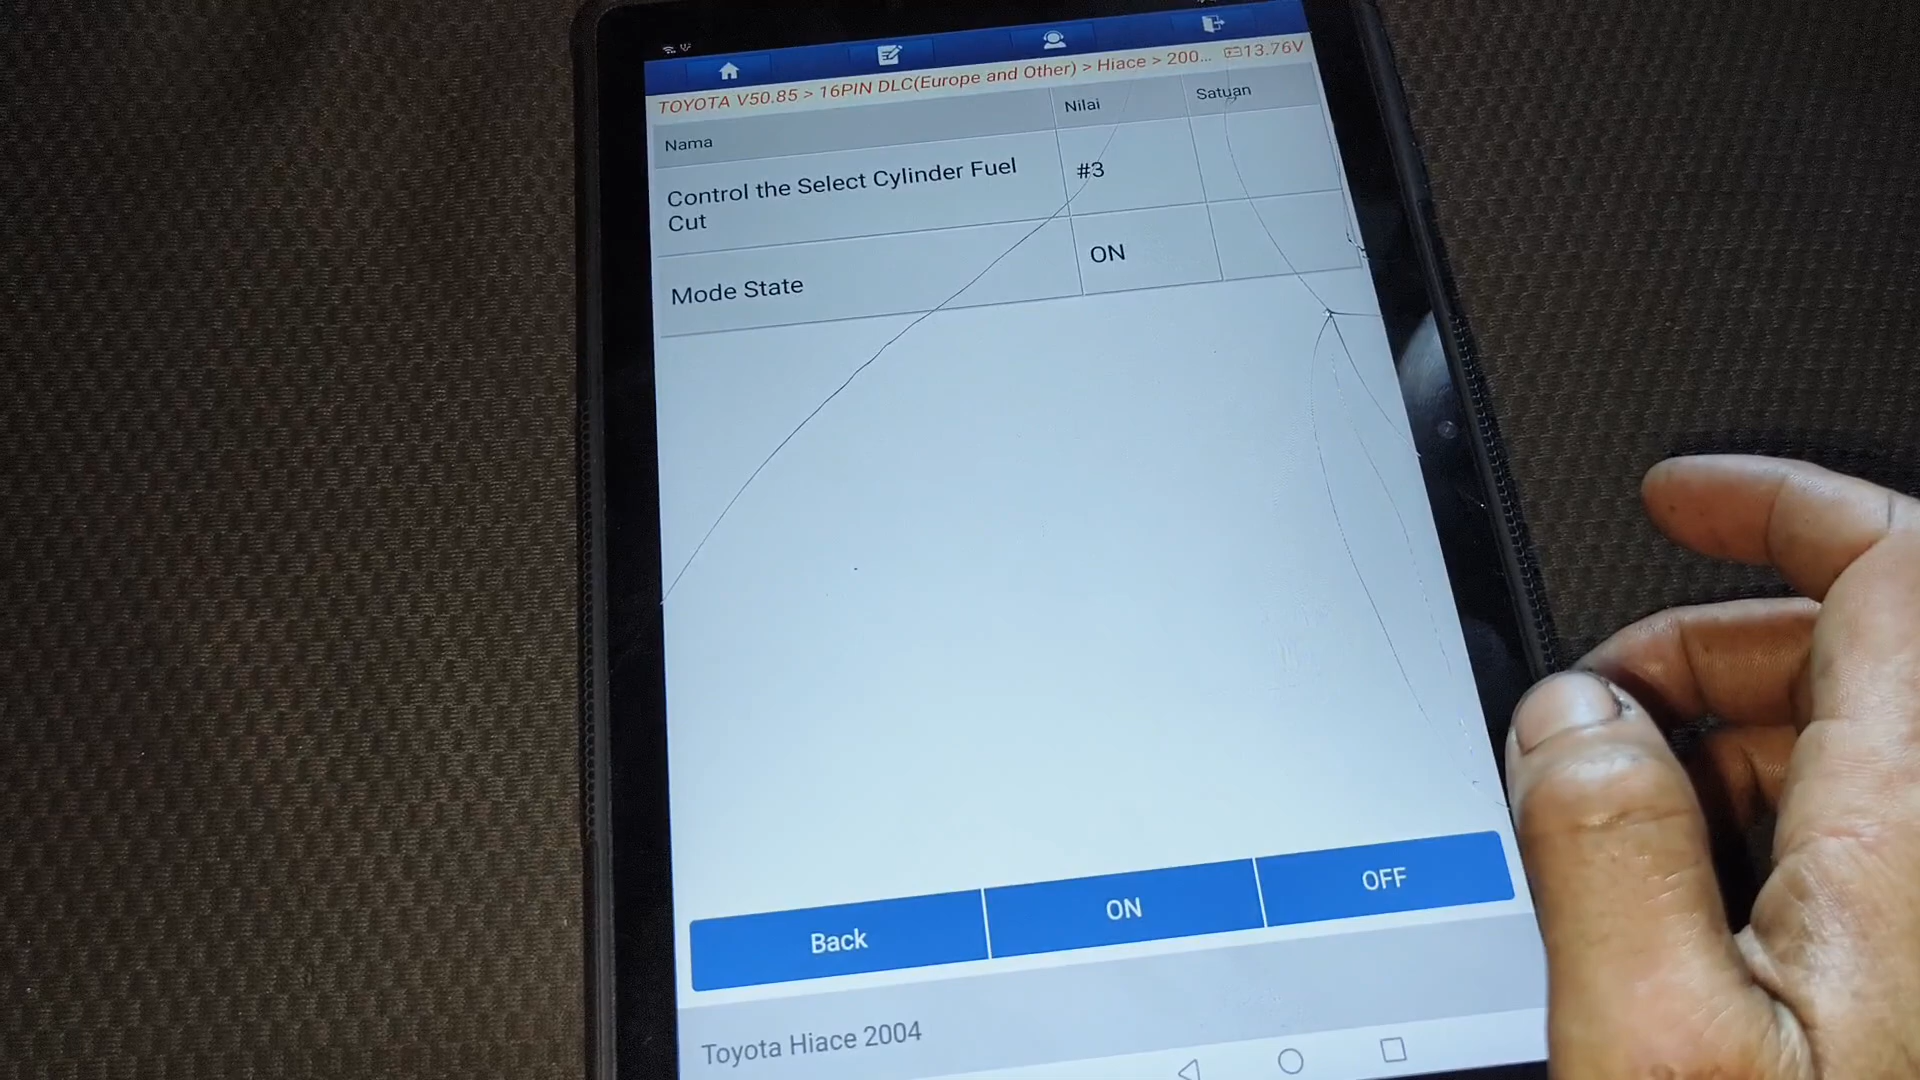 TOYOTA V50.85 > 16PIN DLC(Europe and Other) > Hiace > 200... 13.76V
Nama Nilai Satuan
Control the Select Cylinder Fuel #3
Cut
Mode State ON
Back ON OFF
Toyota Hiace 2004